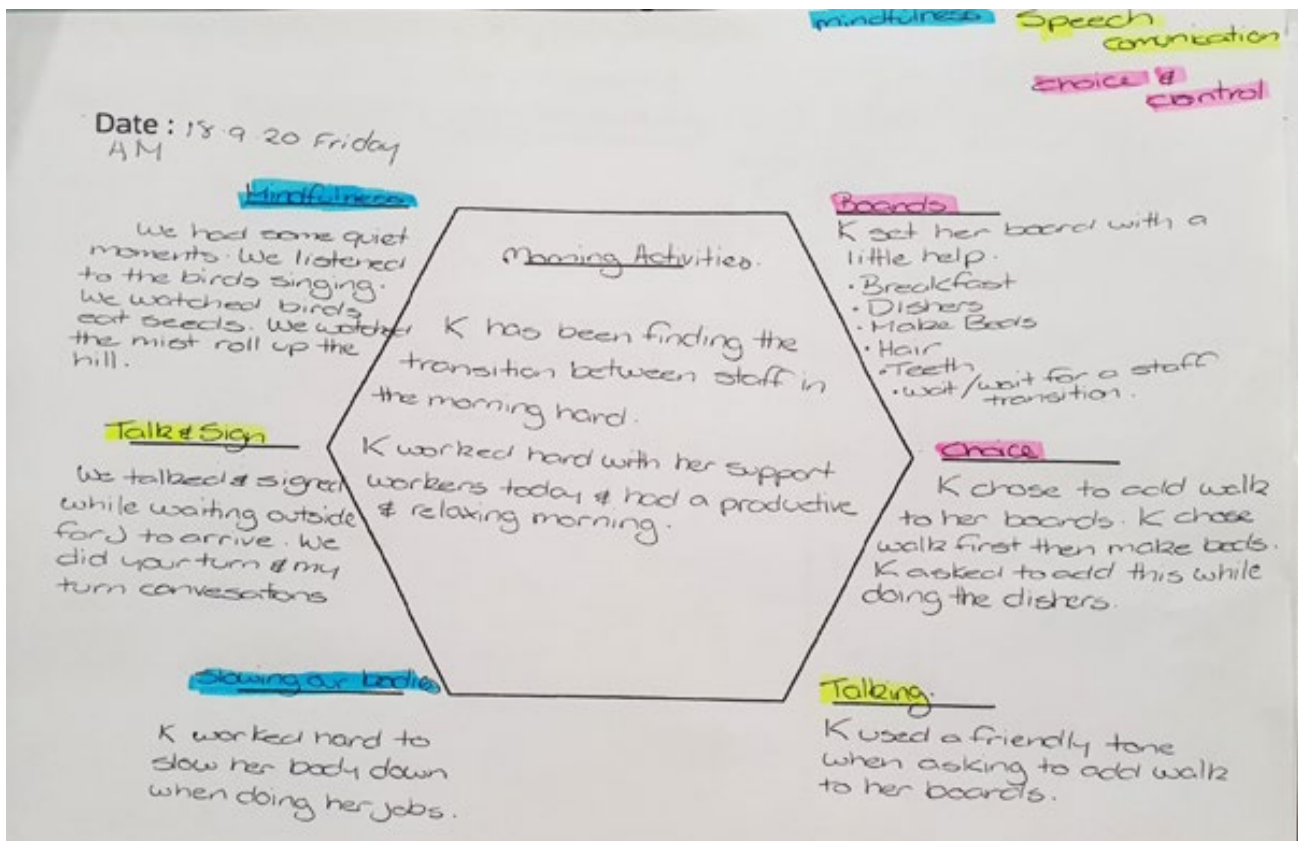 mindfulness
Speech
comunication
choice &
control
Date : 18.9.20 Friday
AM
Mindfulness
We had some quiet
moments. We listened
to the birds singing.
We watched birds
eat seeds. We watched
the mist roll up the
hill.
Talk & Sign
We talked & signed
while waiting outside
for J to arrive. We
did your turn & my
turn convesations
Slowing our bodies
K worked hard to
slow her body down
when doing her jobs.
Morning Activities.
K has been finding the
transition between staff in
the morning hard.
K worked hard with her support
workers today & had a productive
& relaxing morning.
Boards
K set her board with a
little help.
• Breakfast
• Dishers
• Make Beds
• Hair
• Teeth
• wait/wait for a staff
transition.
Choice
K chose to add walk
to her boards. K chose
walk first then make beds.
K asked to add this while
doing the dishers.
Talking.
K used a friendly tone
when asking to add walk
to her boards.